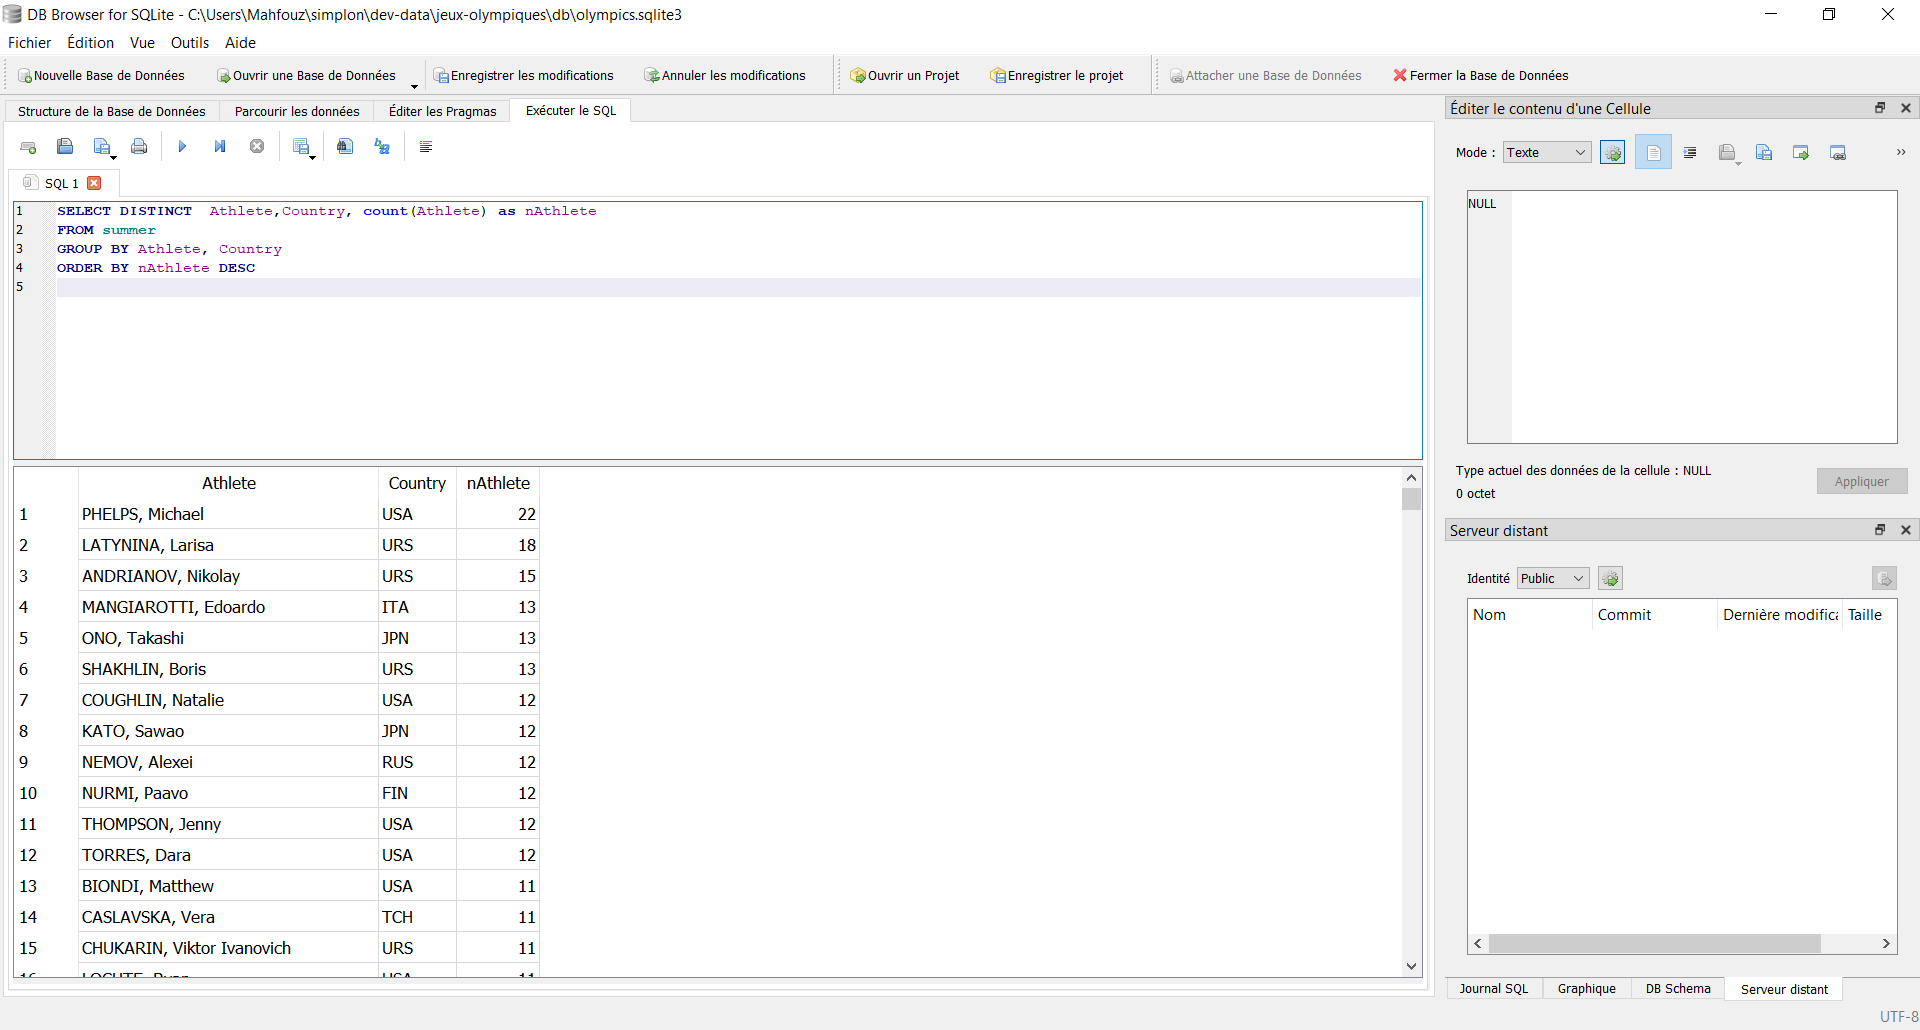 DB Browser for SQLite - C:\Users\Mahfouz\simplon\dev-data\jeux-olympiques\db\olympics.sqlite3
Fichier Édition Vue Outils Aide
Nouvelle Base de Données Ouvrir une Base de Données Enregistrer les modifications Annuler les modifications Ouvrir un Projet Enregistrer le projet Attacher une Base de Données Fermer la Base de Données
Structure de la Base de Données Parcourir les données Éditer les Pragmas Exécuter le SQL
SQL 1
1 SELECT DISTINCT  Athlete,Country, count(Athlete) as nAthlete
2 FROM summer
3 GROUP BY Athlete, Country
4 ORDER BY nAthlete DESC
5
Athlete Country nAthlete
1 PHELPS, Michael USA 22
2 LATYNINA, Larisa URS 18
3 ANDRIANOV, Nikolay URS 15
4 MANGIAROTTI, Edoardo ITA 13
5 ONO, Takashi JPN 13
6 SHAKHLIN, Boris URS 13
7 COUGHLIN, Natalie USA 12
8 KATO, Sawao JPN 12
9 NEMOV, Alexei RUS 12
10 NURMI, Paavo FIN 12
11 THOMPSON, Jenny USA 12
12 TORRES, Dara USA 12
13 BIONDI, Matthew USA 11
14 CASLAVSKA, Vera TCH 11
15 CHUKARIN, Viktor Ivanovich URS 11
16 LOCHTE, Ryan USA 11
Éditer le contenu d'une Cellule
Mode : Texte
NULL
Type actuel des données de la cellule : NULL
0 octet
Appliquer
Serveur distant
Identité Public
Nom Commit Dernière modifica Taille
Journal SQL Graphique DB Schema Serveur distant
UTF-8